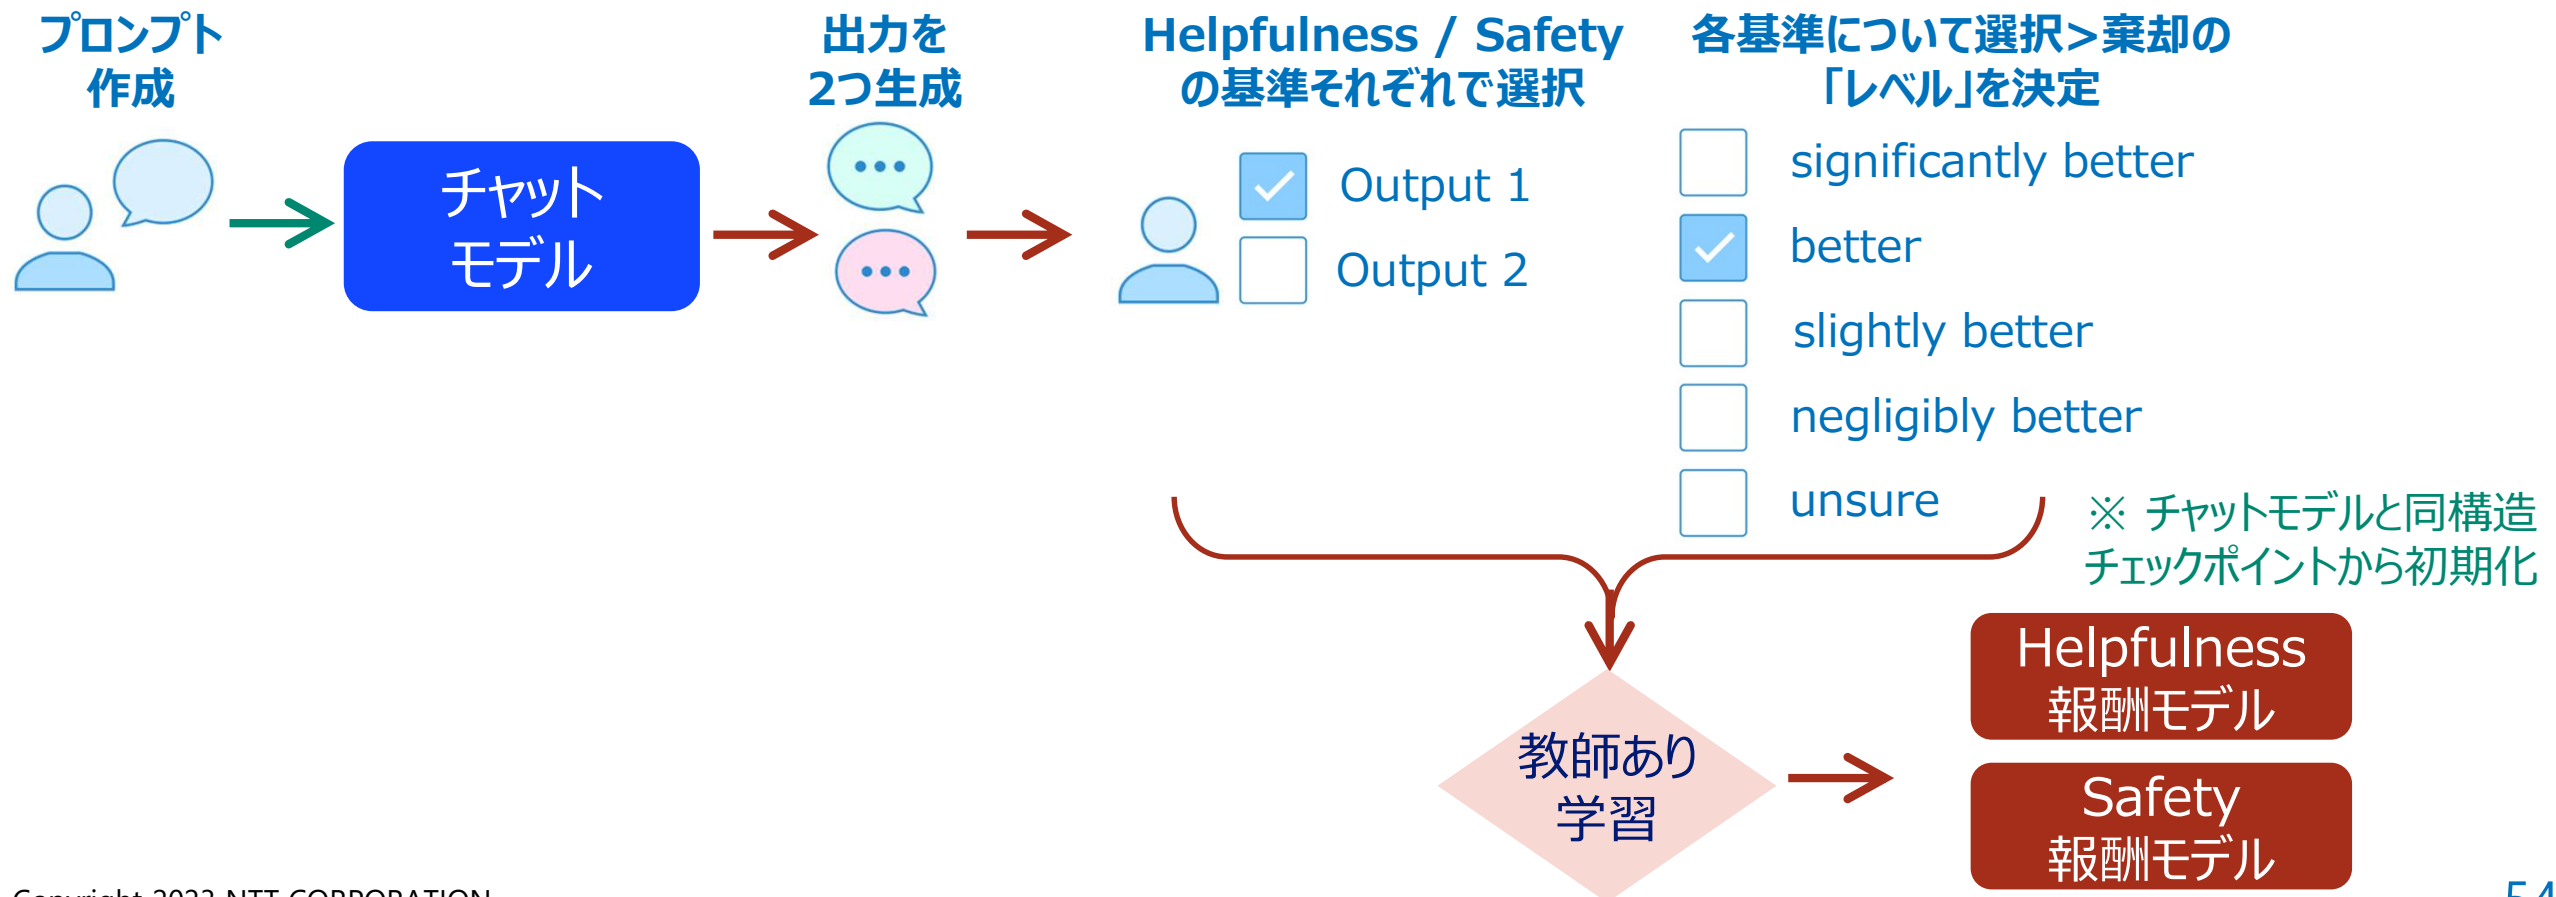 プロンプト
作成
出力を
2つ生成
Helpfulness / Safety
の基準それぞれで選択
各基準について選択>棄却の
「レベル」を決定
チャット
モデル
Output 1
Output 2
significantly better
better
slightly better
negligibly better
unsure
※ チャットモデルと同構造
チェックポイントから初期化
教師あり
学習
Helpfulness
報酬モデル
Safety
報酬モデル
Copyright 2023 NTT CORPORATION
54